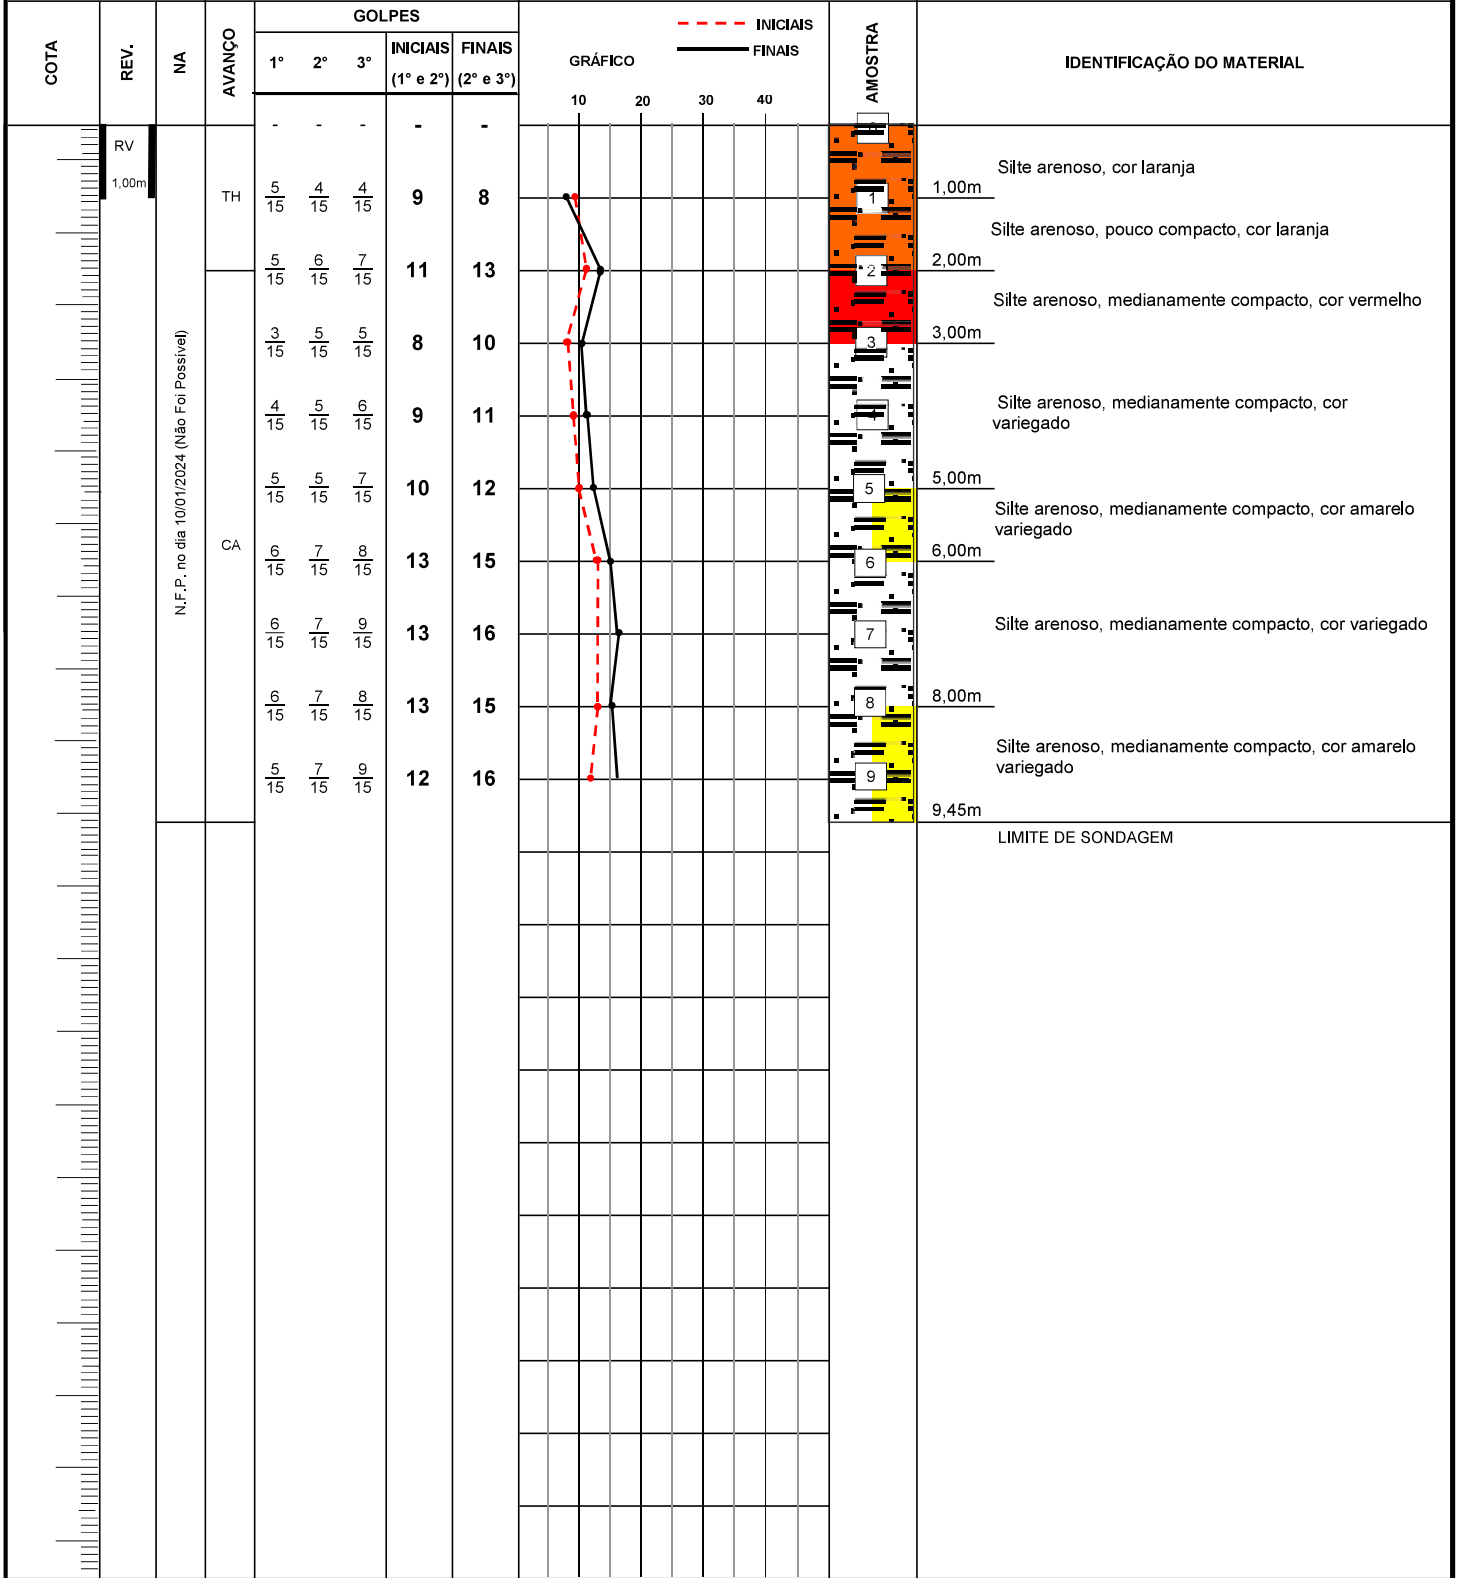 COTA
REV.
NA
AVANÇO
GOLPES
1° 2° 3°
INICIAIS
(1° e 2°)
FINAIS
(2° e 3°)
GRÁFICO
INICIAIS
FINAIS
10 20 30 40
AMOSTRA
IDENTIFICAÇÃO DO MATERIAL
- - - - -
RV
1,00m
TH
CA
N.F.P. no dia 10/01/2024 (Não Foi Possível)
5/15 4/15 4/15 9 8
5/15 6/15 7/15 11 13
3/15 5/15 5/15 8 10
4/15 5/15 6/15 9 11
5/15 5/15 7/15 10 12
6/15 7/15 8/15 13 15
6/15 7/15 9/15 13 16
6/15 7/15 8/15 13 15
5/15 7/15 9/15 12 16
1
2
3
4
5
6
7
8
9
Silte arenoso, cor laranja
1,00m
Silte arenoso, pouco compacto, cor laranja
2,00m
Silte arenoso, medianamente compacto, cor vermelho
3,00m
Silte arenoso, medianamente compacto, cor
variegado
5,00m
Silte arenoso, medianamente compacto, cor amarelo
variegado
6,00m
Silte arenoso, medianamente compacto, cor variegado
8,00m
Silte arenoso, medianamente compacto, cor amarelo
variegado
9,45m
LIMITE DE SONDAGEM